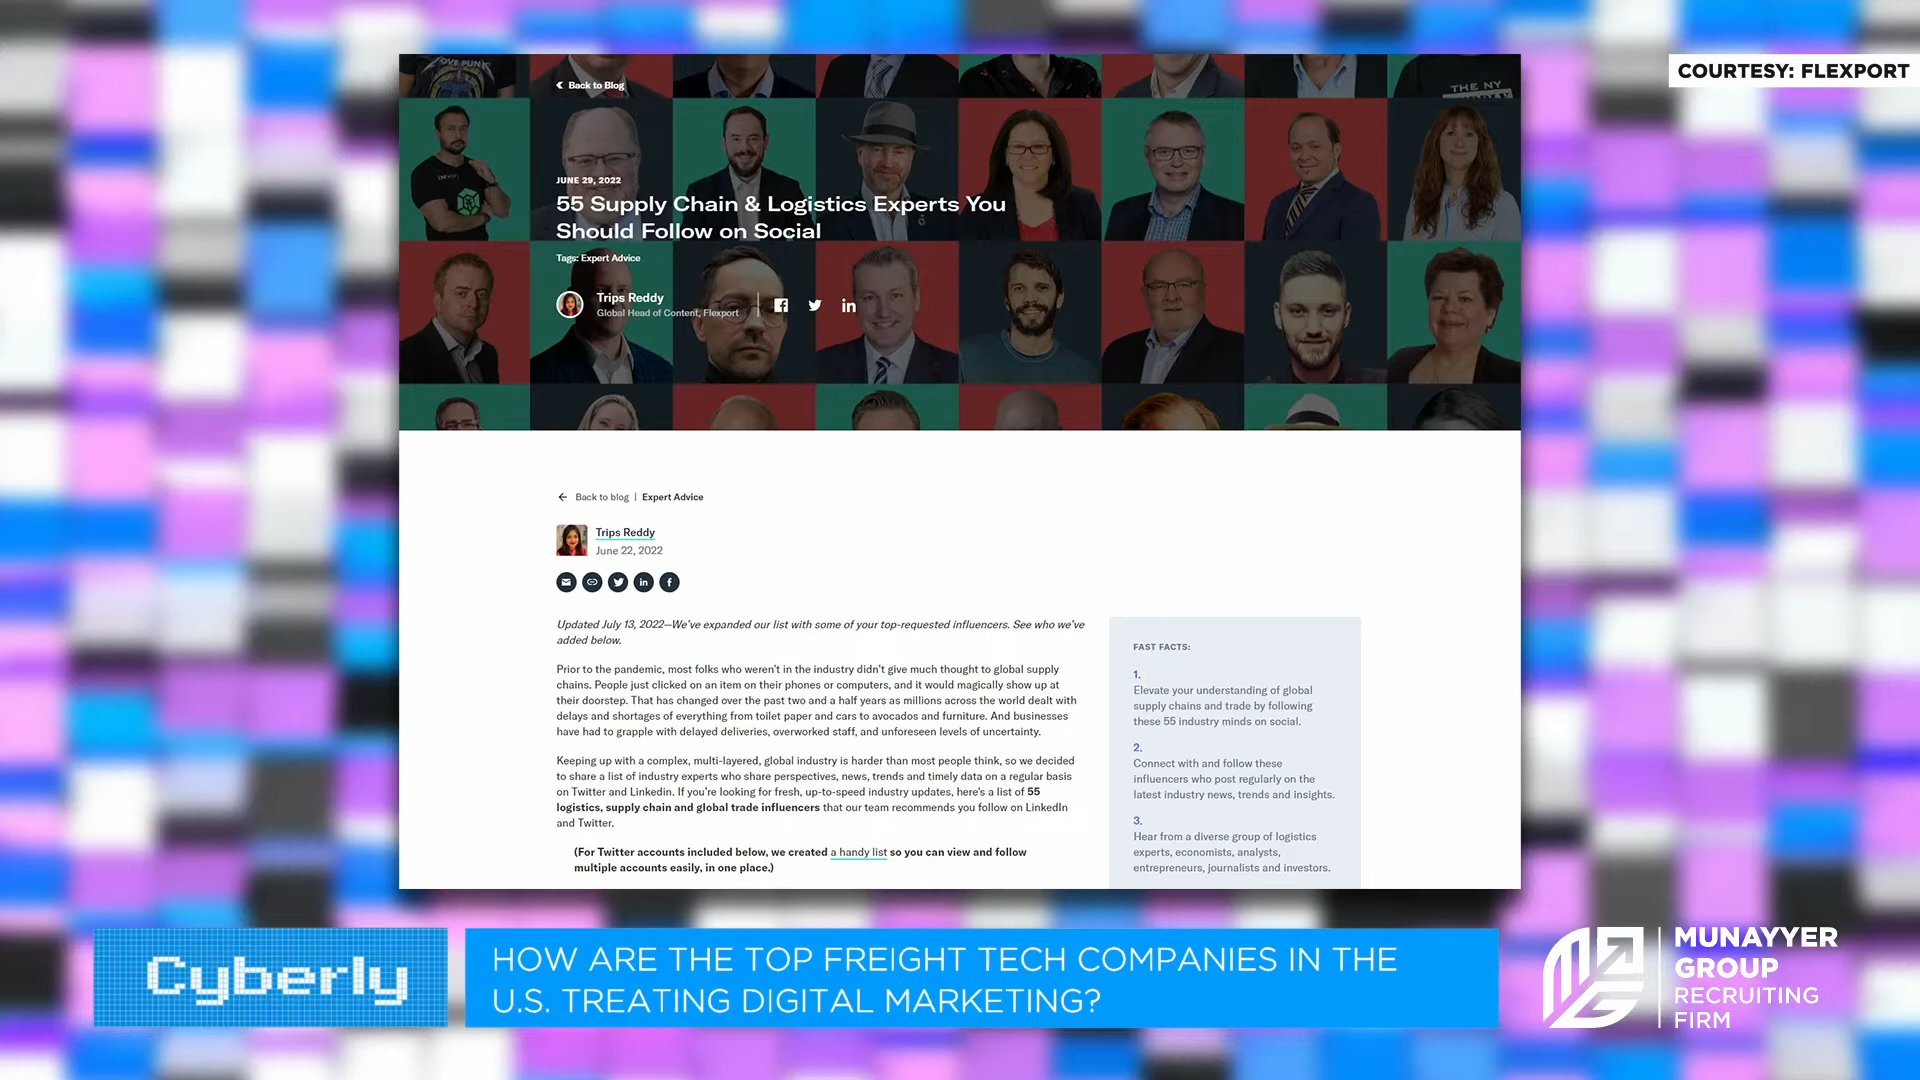 COURTESY: FLEXPORT
OVE PUNK
Back to Blog
THE NY
JUNE 29, 2022
55 Supply Chain & Logistics Experts You
Should Follow on Social
Tags: Expert Advice
Trips Reddy
Global Head of Content, Flexport
Back to blog | Expert Advice
Trips Reddy
June 22, 2022
Updated July 13, 2022—We've expanded our list with some of your top-requested influencers. See who we've
added below.
Prior to the pandemic, most folks who weren't in the industry didn't give much thought to global supply
chains. People just clicked on an item on their phones or computers, and it would magically show up at
their doorstep. That has changed over the past two and a half years as millions across the world dealt with
delays and shortages of everything from toilet paper and cars to avocados and furniture. And businesses
have had to grapple with delayed deliveries, overworked staff, and unforeseen levels of uncertainty.
Keeping up with a complex, multi-layered, global industry is harder than most people think, so we decided
to share a list of industry experts who share perspectives, news, trends and timely data on a regular basis
on Twitter and Linkedin. If you're looking for fresh, up-to-speed industry updates, here's a list of 55
logistics, supply chain and global trade influencers that our team recommends you follow on LinkedIn
and Twitter.
(For Twitter accounts included below, we created a handy list so you can view and follow
multiple accounts easily, in one place.)
FAST FACTS:
1.
Elevate your understanding of global
supply chains and trade by following
these 55 industry minds on social.
2.
Connect with and follow these
influencers who post regularly on the
latest industry news, trends and insights.
3.
Hear from a diverse group of logistics
experts, economists, analysts,
entrepreneurs, journalists and investors.
Cyberly
HOW ARE THE TOP FREIGHT TECH COMPANIES IN THE
U.S. TREATING DIGITAL MARKETING?
MUNAYYER
GROUP
RECRUITING
FIRM